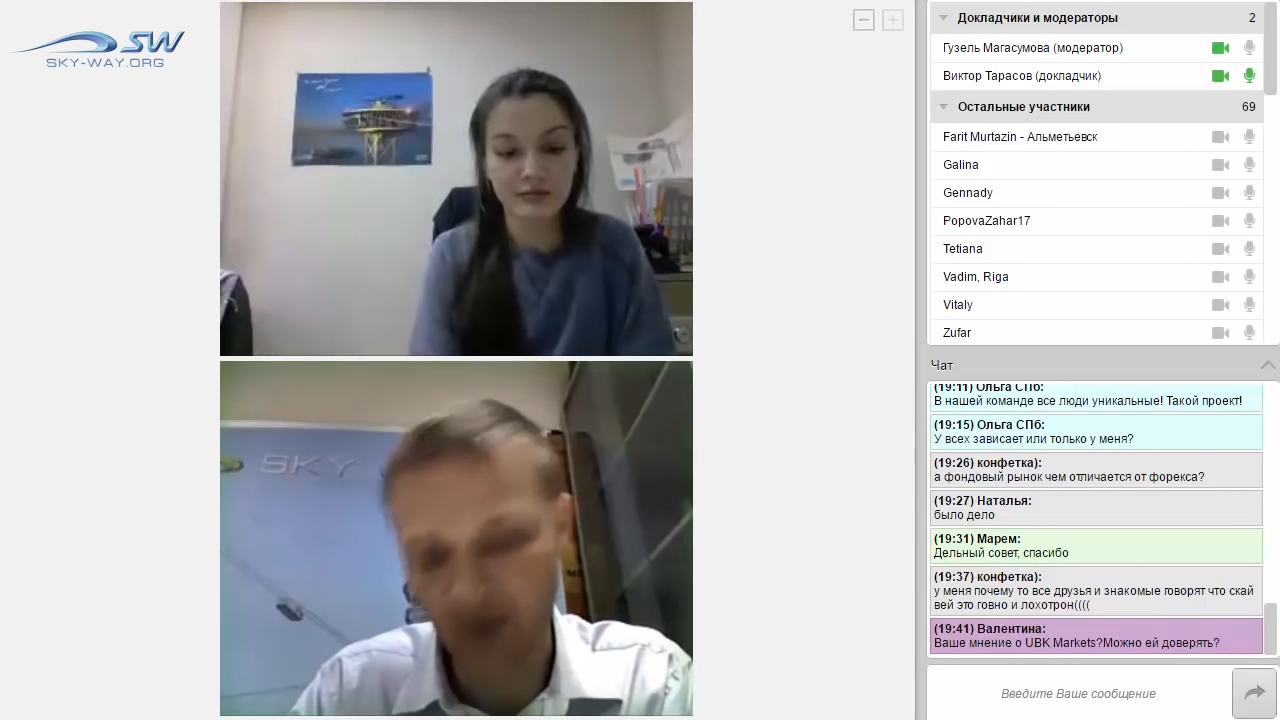 SW
SKY-WAY.ORG
SKY
Докладчики и модераторы 2
Гузель Магасумова (модератор)
Виктор Тарасов (докладчик)
Остальные участники 69
Farit Murtazin - Альметьевск
Galina
Gennady
PopovaZahar17
Tetiana
Vadim, Riga
Vitaly
Zufar
Чат
(19:11) Ольга СПб:
В нашей команде все люди уникальные! Такой проект!
(19:15) Ольга СПб:
У всех зависает или только у меня?
(19:26) конфетка):
а фондовый рынок чем отличается от форекса?
(19:27) Наталья:
было дело
(19:31) Марем:
Дельный совет, спасибо
(19:37) конфетка):
у меня почему то все друзья и знакомые говорят что скай
вей это говно и лохотрон((((
(19:41) Валентина:
Ваше мнение о UBK Markets?Можно ей доверять?
Введите Ваше сообщение